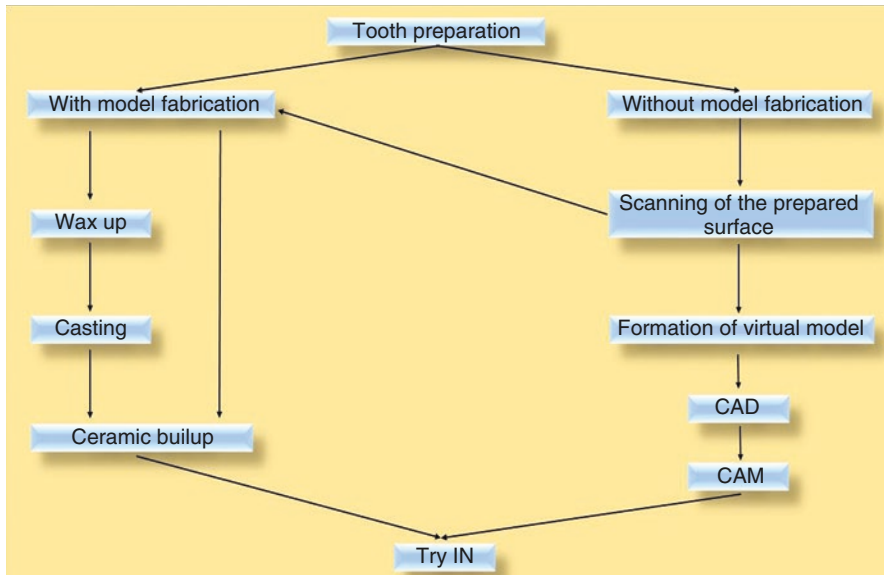 Tooth preparation
With model fabrication
Without model fabrication
Scanning of the prepared
surface
Wax up
Casting
Formation of virtual model
CAD
Ceramic builup
CAM
Try IN